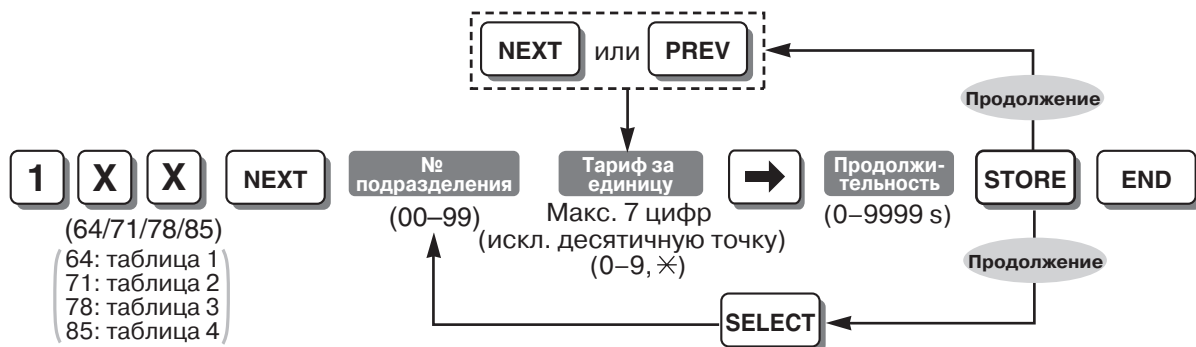 NEXT или PREV
Продолжение
1 X X NEXT
№
подразделения
Тариф за
единицу
Продолжи-
тельность
STORE END
(64/71/78/85)
(00–99)
Макс. 7 цифр
(искл. десятичную точку)
(0–9, ✳)
(0–9999 s)
64: таблица 1
71: таблица 2
78: таблица 3
85: таблица 4
Продолжение
SELECT